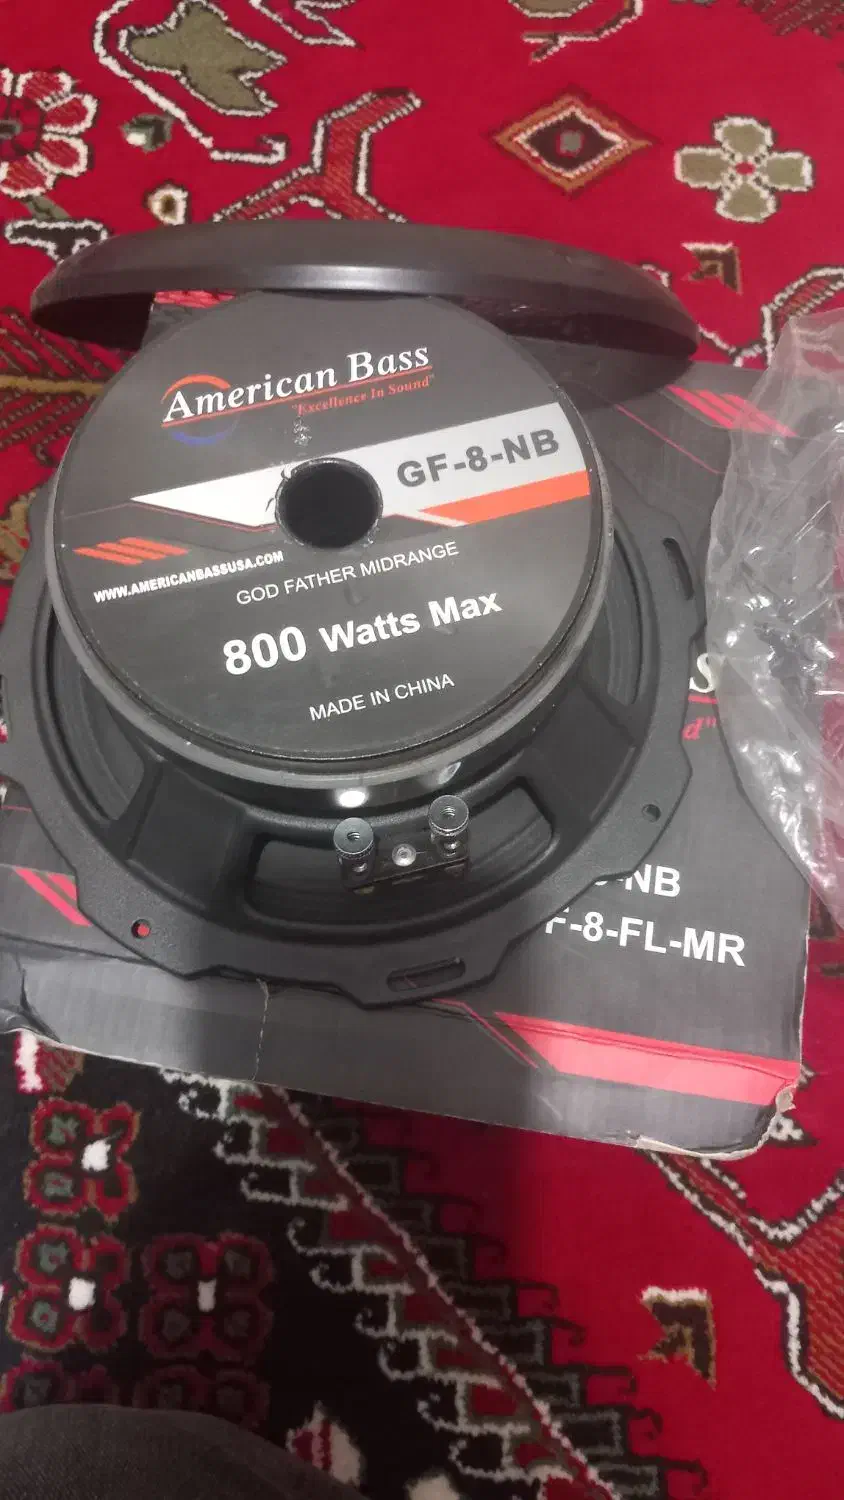 American Bass
"Excellence In Sound"
GF-8-NB
WWW.AMERICANBASSUSA.COM
GOD FATHER MIDRANGE
800 Watts Max
MADE IN CHINA
s
d"
-NB
F-8-FL-MR